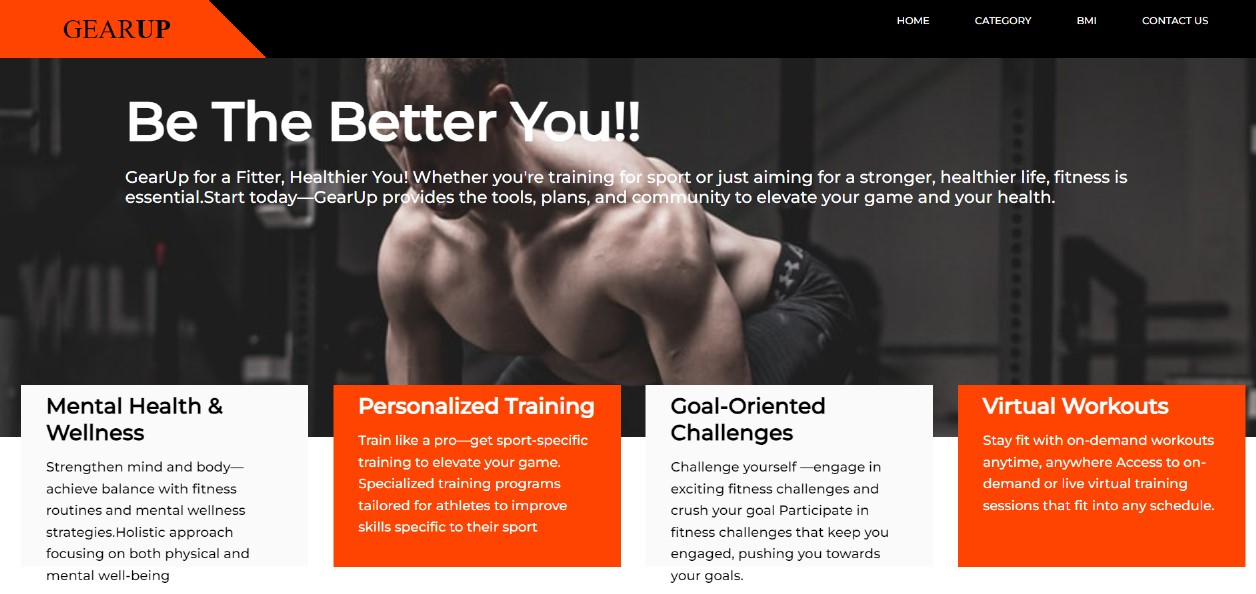 GEARUP
HOME CATEGORY BMI CONTACT US
Be The Better You!!
GearUp for a Fitter, Healthier You! Whether you're training for sport or just aiming for a stronger, healthier life, fitness is
essential.Start today—GearUp provides the tools, plans, and community to elevate your game and your health.
Mental Health &
Wellness
Strengthen mind and body—
achieve balance with fitness
routines and mental wellness
strategies.Holistic approach
focusing on both physical and
mental well-being
Personalized Training
Train like a pro—get sport-specific
training to elevate your game.
Specialized training programs
tailored for athletes to improve
skills specific to their sport
Goal-Oriented
Challenges
Challenge yourself —engage in
exciting fitness challenges and
crush your goal Participate in
fitness challenges that keep you
engaged, pushing you towards
your goals.
Virtual Workouts
Stay fit with on-demand workouts
anytime, anywhere Access to on-
demand or live virtual training
sessions that fit into any schedule.